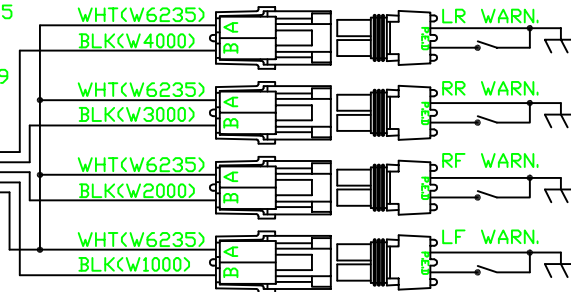 5
WHT(W6235) A P.E.D LR WARN.
BLK(W4000) B
9
WHT(W6235) A P.E.D RR WARN.
BLK(W3000) B
WHT(W6235) A P.E.D RF WARN.
BLK(W2000) B
WHT(W6235) A P.E.D LF WARN.
BLK(W1000) B